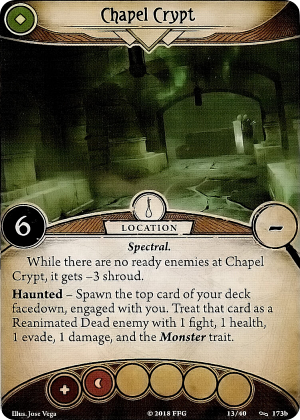 Chapel Crypt
6
LOCATION
-
Spectral.
While there are no ready enemies at Chapel
Crypt, it gets –3 shroud.
Haunted – Spawn the top card of your deck
facedown, engaged with you. Treat that card as a
Reanimated Dead enemy with 1 fight, 1 health,
1 evade, 1 damage, and the Monster trait.
Illus. Jose Vega © 2018 FFG 13/40 173b